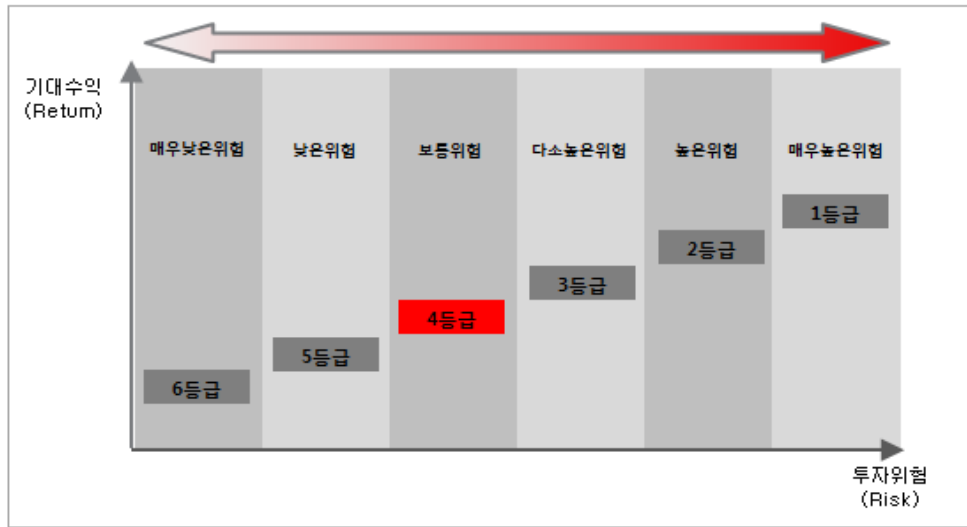 기대수익
(Return)
매우낮은위험
낮은위험
보통위험
다소높은위험
높은위험
매우높은위험
1등급
2등급
3등급
4등급
5등급
6등급
투자위험
(Risk)